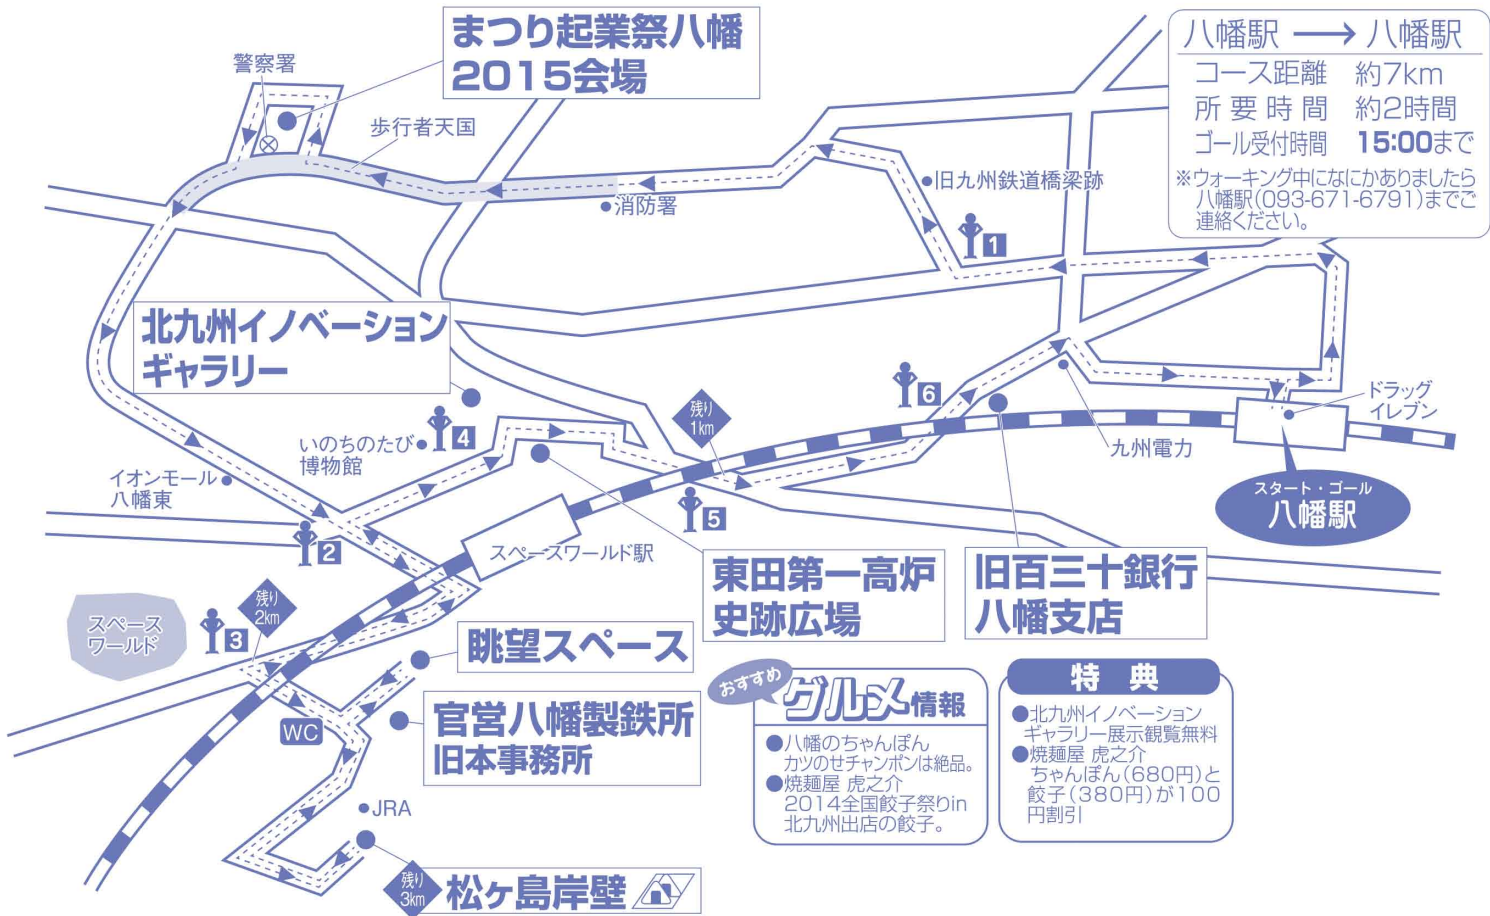 まつり起業祭八幡
2015会場
警察署
歩行者天国
消防署
旧九州鉄道橋梁跡
1
八幡駅 → 八幡駅
コース距離 約7km
所要時間 約2時間
ゴール受付時間 15:00まで
※ウォーキング中になにかありましたら
八幡駅(093-671-6791)までご
連絡ください。
北九州イノベーション
ギャラリー
いのちのたび
博物館
4
イオンモール
八幡東
2
残り
1km
6
5
九州電力
ドラッグ
イレブン
スタート・ゴール
八幡駅
スペースワールド駅
東田第一高炉
史跡広場
旧百三十銀行
八幡支店
スペース
ワールド
3
残り
2km
眺望スペース
官営八幡製鉄所
旧本事務所
WC
JRA
残り
3km
松ヶ島岸壁
おすすめ
グルメ情報
●八幡のちゃんぽん
カツのせチャンポンは絶品。
●焼麺屋 虎之介
2014全国餃子祭りin
北九州出店の餃子。
特典
●北九州イノベーション
ギャラリー展示観覧無料
●焼麺屋 虎之介
ちゃんぽん(680円)と
餃子(380円)が100
円割引